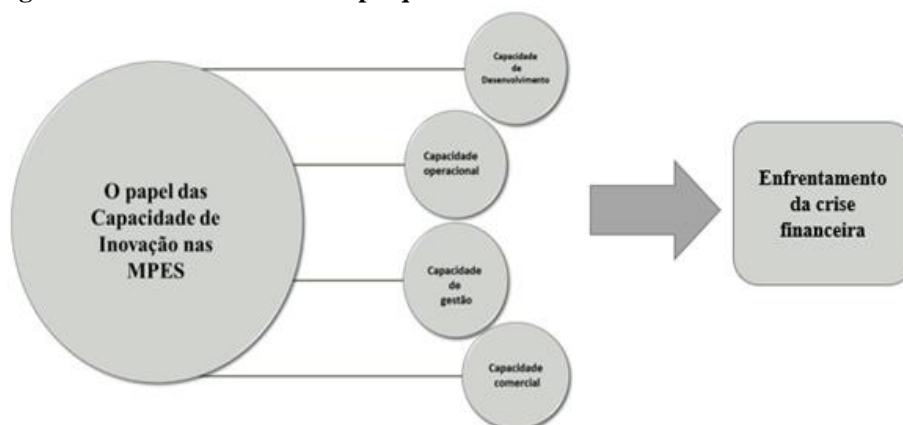 Capacidade
de
Desenvolvimento
Capacidade
operacional
O papel das
Capacidade de
Inovação nas
MPES
Enfrentamento
da crise
financeira
Capacidade
de
gestão
Capacidade
comercial